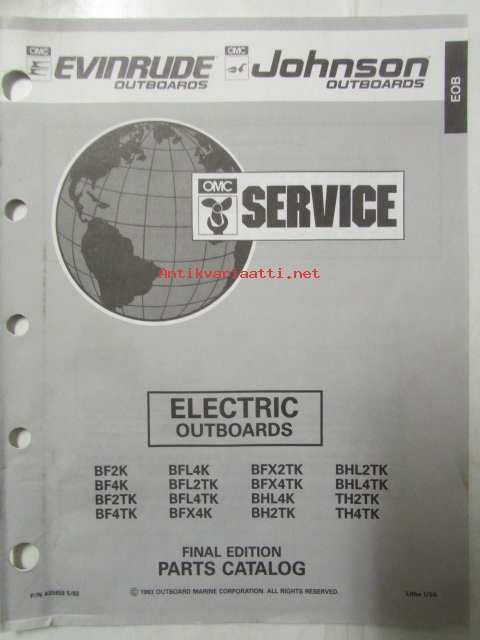 OMC EVINRUDE OMC Johnson
OUTBOARDS OUTBOARDS
EOB
OMC SERVICE
Antikvariaatti.net
ELECTRIC
OUTBOARDS
BF2K BFL4K BFX2TK BHL2TK
BF4K BFL2TK BFX4TK BHL4TK
BF2TK BFL4TK BHL4K TH2TK
BF4TK BFX4K BH2TK TH4TK
FINAL EDITION
PARTS CATALOG
P/N 5/93 © 1993 OUTBOARD MARINE CORPORATION. ALL RIGHTS RESERVED. Litho USA